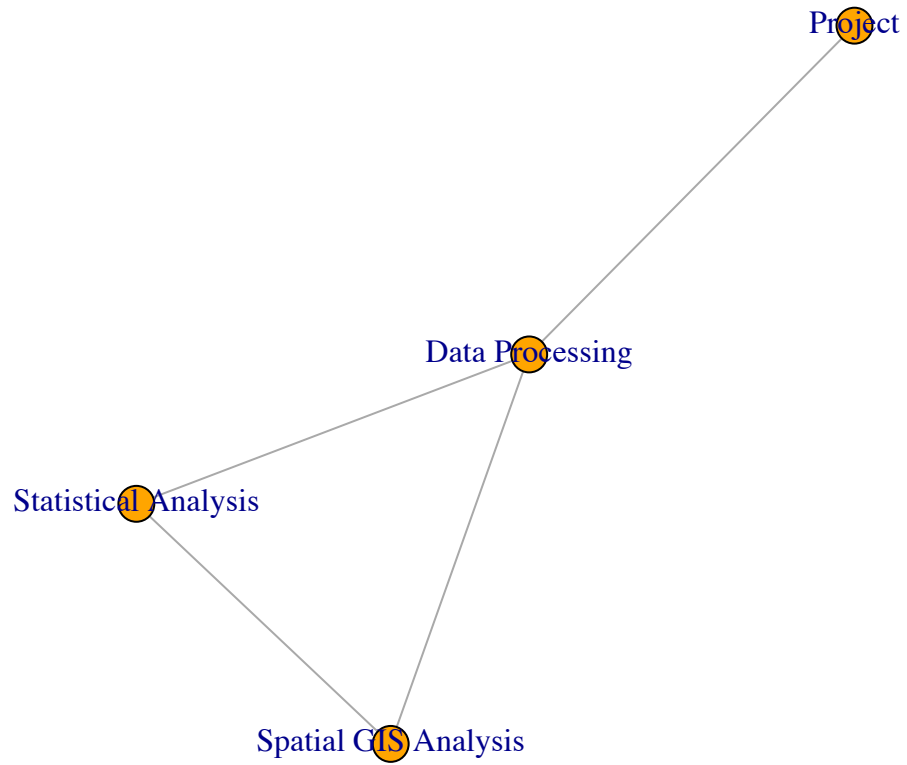 Project
Data Processing
Statistical Analysis
Spatial GIS Analysis